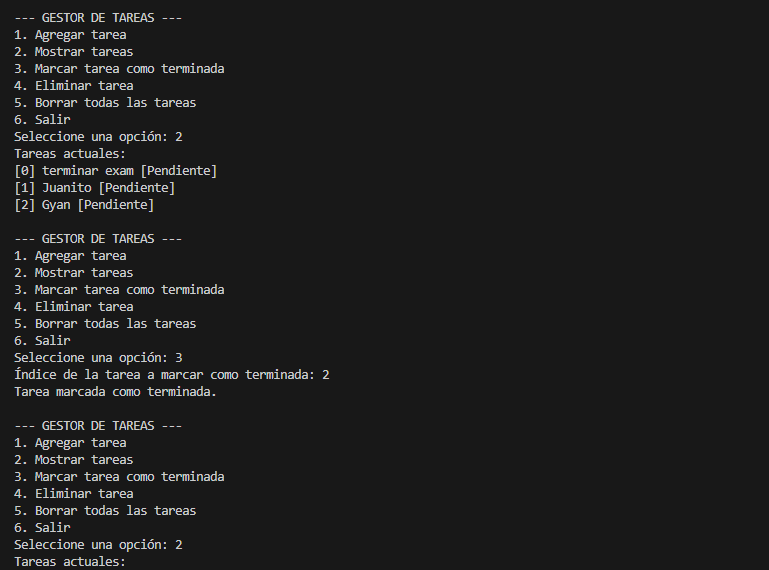 --- GESTOR DE TAREAS ---
1. Agregar tarea
2. Mostrar tareas
3. Marcar tarea como terminada
4. Eliminar tarea
5. Borrar todas las tareas
6. Salir
Seleccione una opción: 2
Tareas actuales:
[0] terminar exam [Pendiente]
[1] Juanito [Pendiente]
[2] Gyan [Pendiente]

--- GESTOR DE TAREAS ---
1. Agregar tarea
2. Mostrar tareas
3. Marcar tarea como terminada
4. Eliminar tarea
5. Borrar todas las tareas
6. Salir
Seleccione una opción: 3
Índice de la tarea a marcar como terminada: 2
Tarea marcada como terminada.

--- GESTOR DE TAREAS ---
1. Agregar tarea
2. Mostrar tareas
3. Marcar tarea como terminada
4. Eliminar tarea
5. Borrar todas las tareas
6. Salir
Seleccione una opción: 2
Tareas actuales: